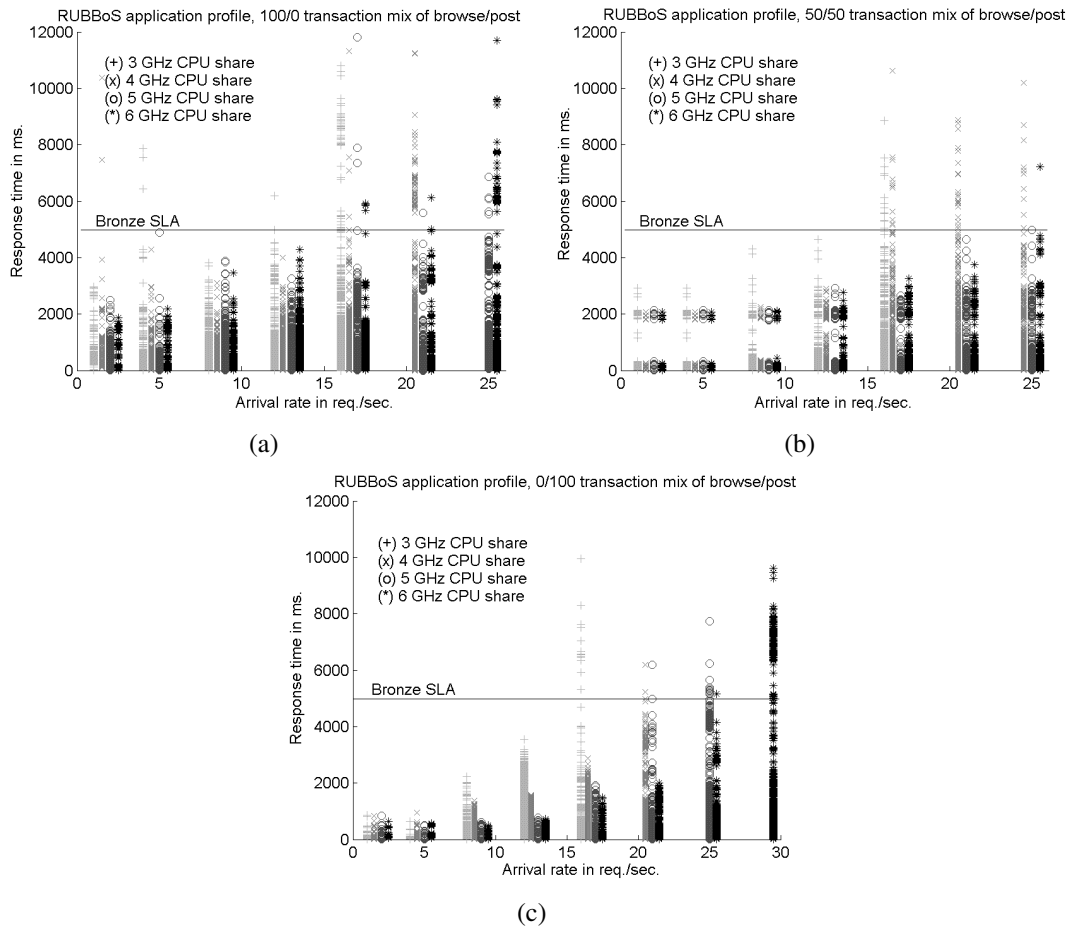 RUBBoS application profile, 100/0 transaction mix of browse/post
12000
10000
8000
6000
4000
2000
0
Response time in ms.
(+) 3 GHz CPU share
(x) 4 GHz CPU share
(o) 5 GHz CPU share
(*) 6 GHz CPU share
Bronze SLA
0 5 10 15 20 25
Arrival rate in req./sec.
(a)
RUBBoS application profile, 50/50 transaction mix of browse/post
12000
10000
8000
6000
4000
2000
0
Response time in ms.
(+) 3 GHz CPU share
(x) 4 GHz CPU share
(o) 5 GHz CPU share
(*) 6 GHz CPU share
Bronze SLA
0 5 10 15 20 25
Arrival rate in req./sec.
(b)
RUBBoS application profile, 0/100 transaction mix of browse/post
12000
10000
8000
6000
4000
2000
0
Response time in ms.
(+) 3 GHz CPU share
(x) 4 GHz CPU share
(o) 5 GHz CPU share
(*) 6 GHz CPU share
Bronze SLA
0 5 10 15 20 25 30
Arrival rate in req./sec.
(c)